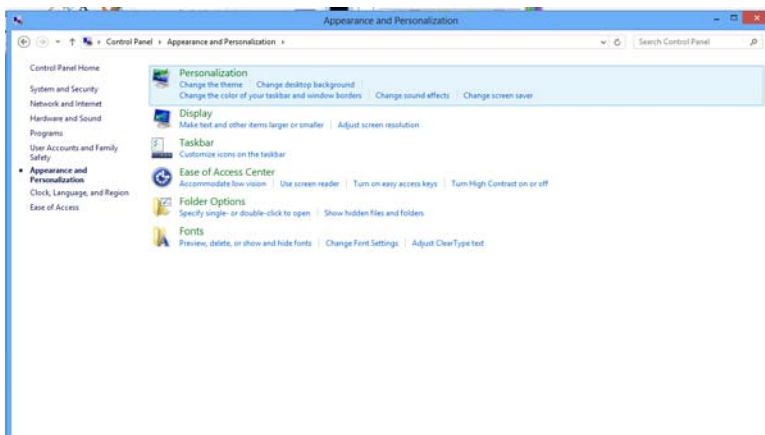 Appearance and Personalization
Control Panel Appearance and Personalization
Search Control Panel
Control Panel Home
System and Security
Network and Internet
Hardware and Sound
Programs
User Accounts and Family
Safety
Appearance and
Personalization
Clock, Language, and Region
Ease of Access
Personalization
Change the theme Change desktop background
Change the color of your taskbar and window borders Change sound effects Change screen saver
Display
Make text and other items larger or smaller Adjust screen resolution
Taskbar
Customize icons on the taskbar
Ease of Access Center
Accommodate low vision Use screen reader Turn on easy access keys Turn High Contrast on or off
Folder Options
Specify single- or double-click to open Show hidden files and folders
Fonts
Preview, delete, or show and hide fonts Change Font Settings Adjust ClearType text